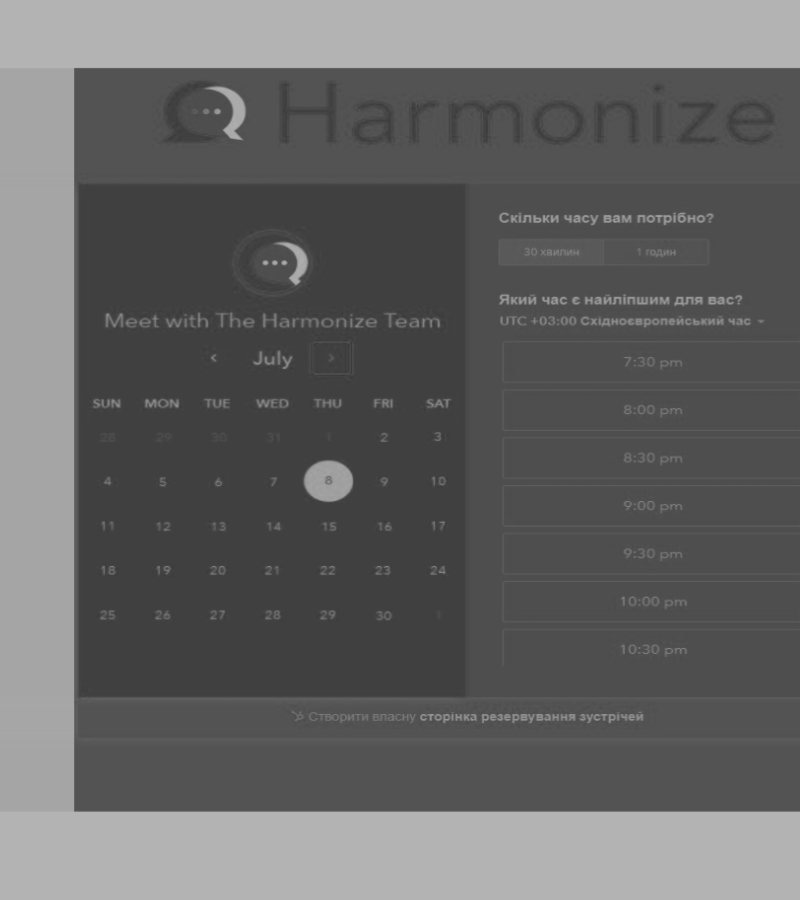 Harmonize
Meet with The Harmonize Team
July
SUN MON TUE WED THU FRI SAT
28 29 30 31 1 2 3
4 5 6 7 8 9 10
11 12 13 14 15 16 17
18 19 20 21 22 23 24
25 26 27 28 29 30 1
Скільки часу вам потрібно?
30 хвилин 1 годин
Який час є найліпшим для вас?
UTC +03:00 Східноєвропейський час
7:30 pm
8:00 pm
8:30 pm
9:00 pm
9:30 pm
10:00 pm
10:30 pm
Створити власну сторінка резервування зустрічей